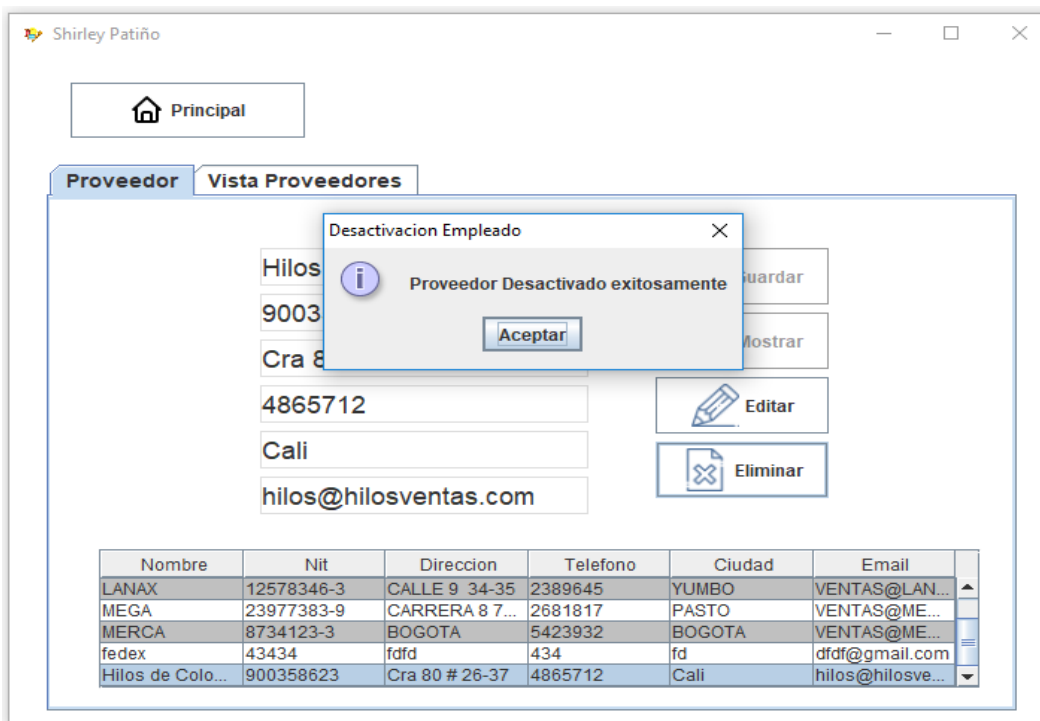 Shirley Patiño
Principal
Proveedor Vista Proveedores
Desactivacion Empleado
Proveedor Desactivado exitosamente
Aceptar
Hilos
9003
Cra 8
4865712
Cali
hilos@hilosventas.com
Guardar
Mostrar
Editar
Eliminar
Nombre Nit Direccion Telefono Ciudad Email
LANAX 12578346-3 CALLE 9 34-35 2389645 YUMBO VENTAS@LAN...
MEGA 23977383-9 CARRERA 8 7... 2681817 PASTO VENTAS@ME...
MERCA 8734123-3 BOGOTA 5423932 BOGOTA VENTAS@ME...
fedex 43434 fdfd 434 fd dfdf@gmail.com
Hilos de Colo... 900358623 Cra 80 # 26-37 4865712 Cali hilos@hilosve...